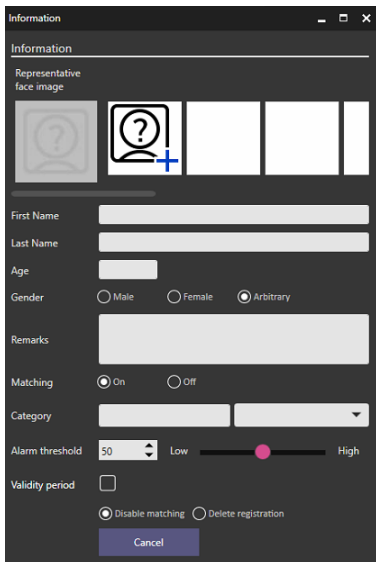 Information
Information
Representative
face image
First Name
Last Name
Age
Gender Male Female Arbitrary
Remarks
Matching On Off
Category
Alarm threshold 50 Low High
Validity period
Disable matching Delete registration
Cancel